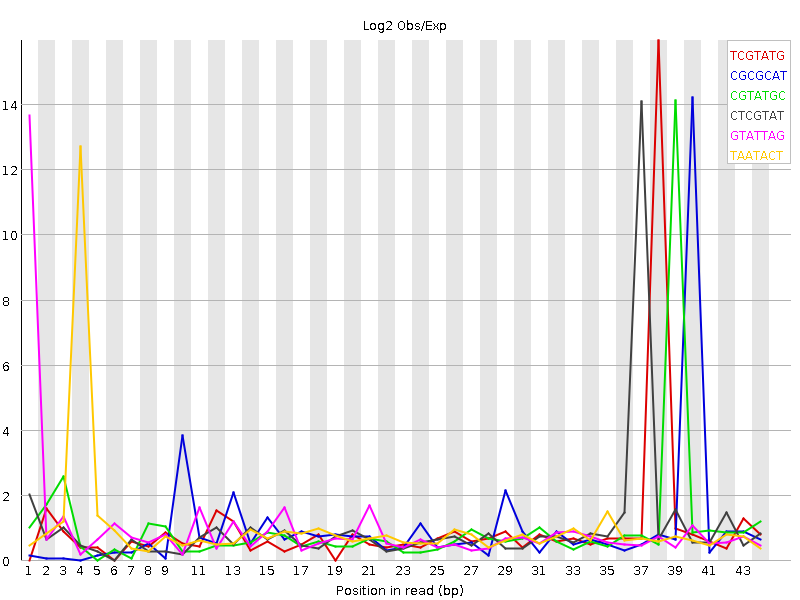 Log2 Obs/Exp
TCGTATG
CGCGCAT
CGTATGC
CTCGTAT
GTATTAG
TAATACT
14
12
10
8
6
4
2
0
1 2 3 4 5 6 7 8 9 11 13 15 17 19 21 23 25 27 29 31 33 35 37 39 41 43
Position in read (bp)